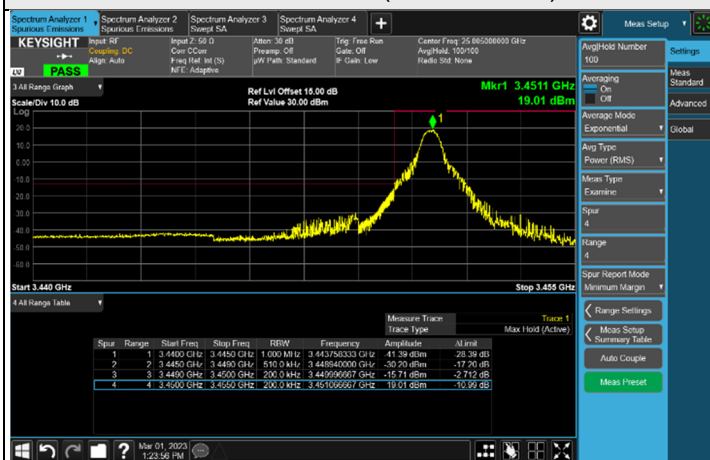 Spectrum Analyzer 1
Spurious Emissions
Spectrum Analyzer 2
Spurious Emissions
Spectrum Analyzer 3
Swept SA
Spectrum Analyzer 4
Swept SA
Meas Setup
KEYSIGHT
Input: RF
Coupling: DC
Align: Auto
Input Z: 50 Ω
Corr CCorr
Freq Ref: Int (S)
NFE: Adaptive
Atten: 30 dB
Preamp: Off
µW Path: Standard
Trig: Free Run
Gate: Off
IF Gain: Low
Center Freq: 25.005000000 GHz
Avg|Hold: 100/100
Radio Std: None
LV PASS
3 All Range Graph
Scale/Div 10.0 dB
Ref Lvl Offset 15.00 dB
Ref Value 30.00 dBm
Mkr1 3.4511 GHz
19.01 dBm
Log
20.0
10.0
0.00
-10.0
-20.0
-30.0
-40.0
-50.0
-60.0
1
Start 3.440 GHz
Stop 3.455 GHz
4 All Range Table
Measure Trace Trace 1
Trace Type Max Hold (Active)
Spur Range Start Freq Stop Freq RBW Frequency Amplitude ΔLimit
1 1 3.4400 GHz 3.4450 GHz 1.000 MHz 3.443758333 GHz -41.39 dBm -28.39 dB
2 2 3.4450 GHz 3.4490 GHz 510.0 kHz 3.448940000 GHz -30.20 dBm -17.20 dB
3 3 3.4490 GHz 3.4500 GHz 200.0 kHz 3.449996667 GHz -15.71 dBm -2.712 dB
4 4 3.4500 GHz 3.4550 GHz 200.0 kHz 3.451066667 GHz 19.01 dBm -10.99 dB
Avg|Hold Number
100
Averaging
On
Off
Average Mode
Exponential
Avg Type
Power (RMS)
Meas Type
Examine
Spur
4
Range
4
Spur Report Mode
Minimum Margin
Range Settings
Meas Setup
Summary Table
Auto Couple
Meas Preset
Settings
Meas
Standard
Advanced
Global
Mar 01, 2023
1:23:56 PM